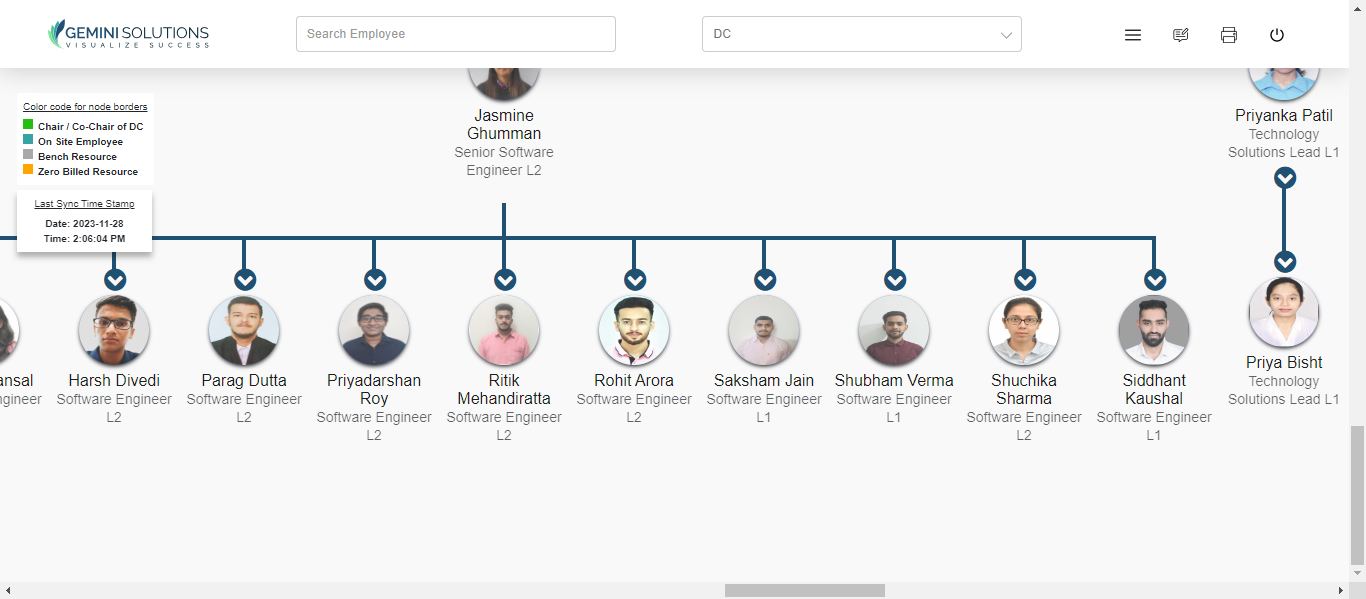 GEMINI SOLUTIONS
VISUALIZE SUCCESS
Search Employee
DC
Color code for node borders
Chair / Co-Chair of DC
On Site Employee
Bench Resource
Zero Billed Resource
Last Sync Time Stamp
Date: 2023-11-28
Time: 2:06:04 PM
Jasmine
Ghumman
Senior Software
Engineer L2
Priyanka Patil
Technology
Solutions Lead L1
ansal
gineer
Harsh Divedi
Software Engineer
L2
Parag Dutta
Software Engineer
L2
Priyadarshan
Roy
Software Engineer
L2
Ritik
Mehandiratta
Software Engineer
L2
Rohit Arora
Software Engineer
L2
Saksham Jain
Software Engineer
L1
Shubham Verma
Software Engineer
L1
Shuchika
Sharma
Software Engineer
L2
Siddhant
Kaushal
Software Engineer
L1
Priya Bisht
Technology
Solutions Lead L1